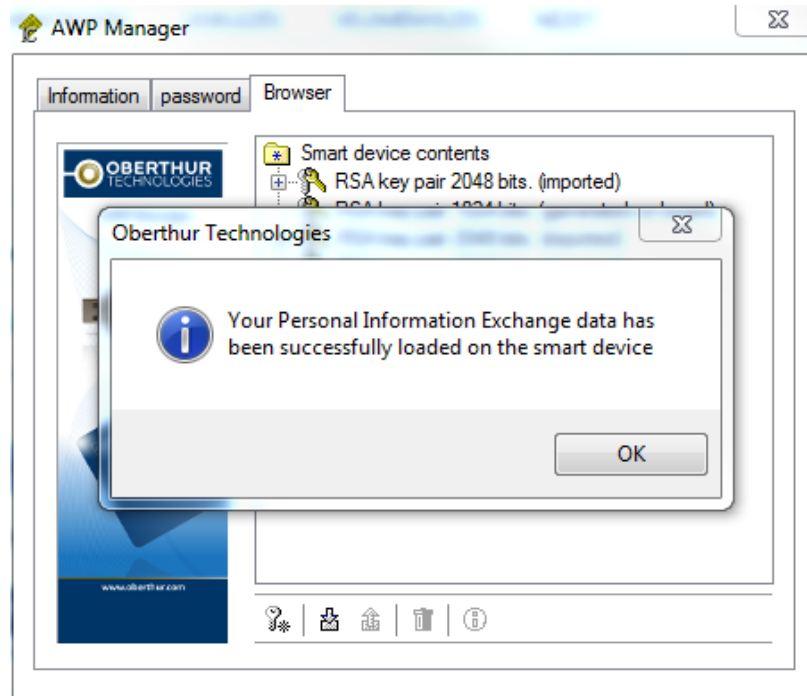 AWP Manager
Information
password
Browser
OBERTHUR
TECHNOLOGIES
Smart device contents
RSA key pair 2048 bits. (imported)
Oberthur Technologies
Your Personal Information Exchange data has
been successfully loaded on the smart device
OK
www.oberthur.com